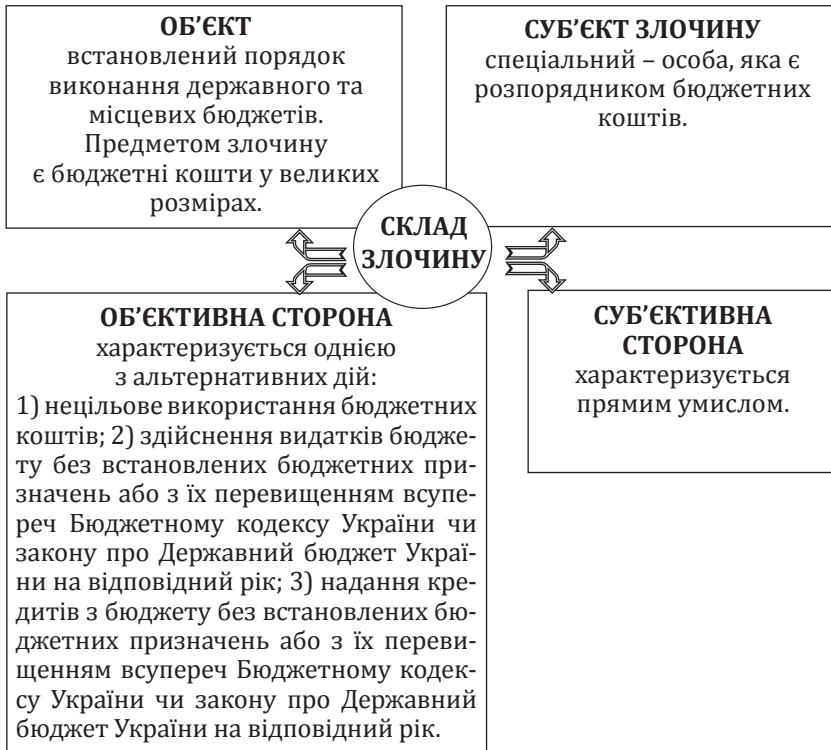 ОБ’ЄКТ
встановлений порядок
виконання державного та
місцевих бюджетів.
Предметом злочину
є бюджетні кошти у великих
розмірах.
СУБ’ЄКТ ЗЛОЧИНУ
спеціальний – особа, яка є
розпорядником бюджетних
коштів.
СКЛАД
ЗЛОЧИНУ
ОБ’ЄКТИВНА СТОРОНА
характеризується однією
з альтернативних дій:
1) нецільове використання бюджетних
коштів; 2) здійснення видатків бюдже-
ту без встановлених бюджетних при-
значень або з їх перевищенням всупе-
реч Бюджетному кодексу України чи
закону про Державний бюджет Украї-
ни на відповідний рік; 3) надання кре-
дитів з бюджету без встановлених бю-
джетних призначень або з їх переви-
щенням всупереч Бюджетному кодек-
су України чи закону про Державний
бюджет України на відповідний рік.
СУБ’ЄКТИВНА
СТОРОНА
характеризується
прямим умислом.